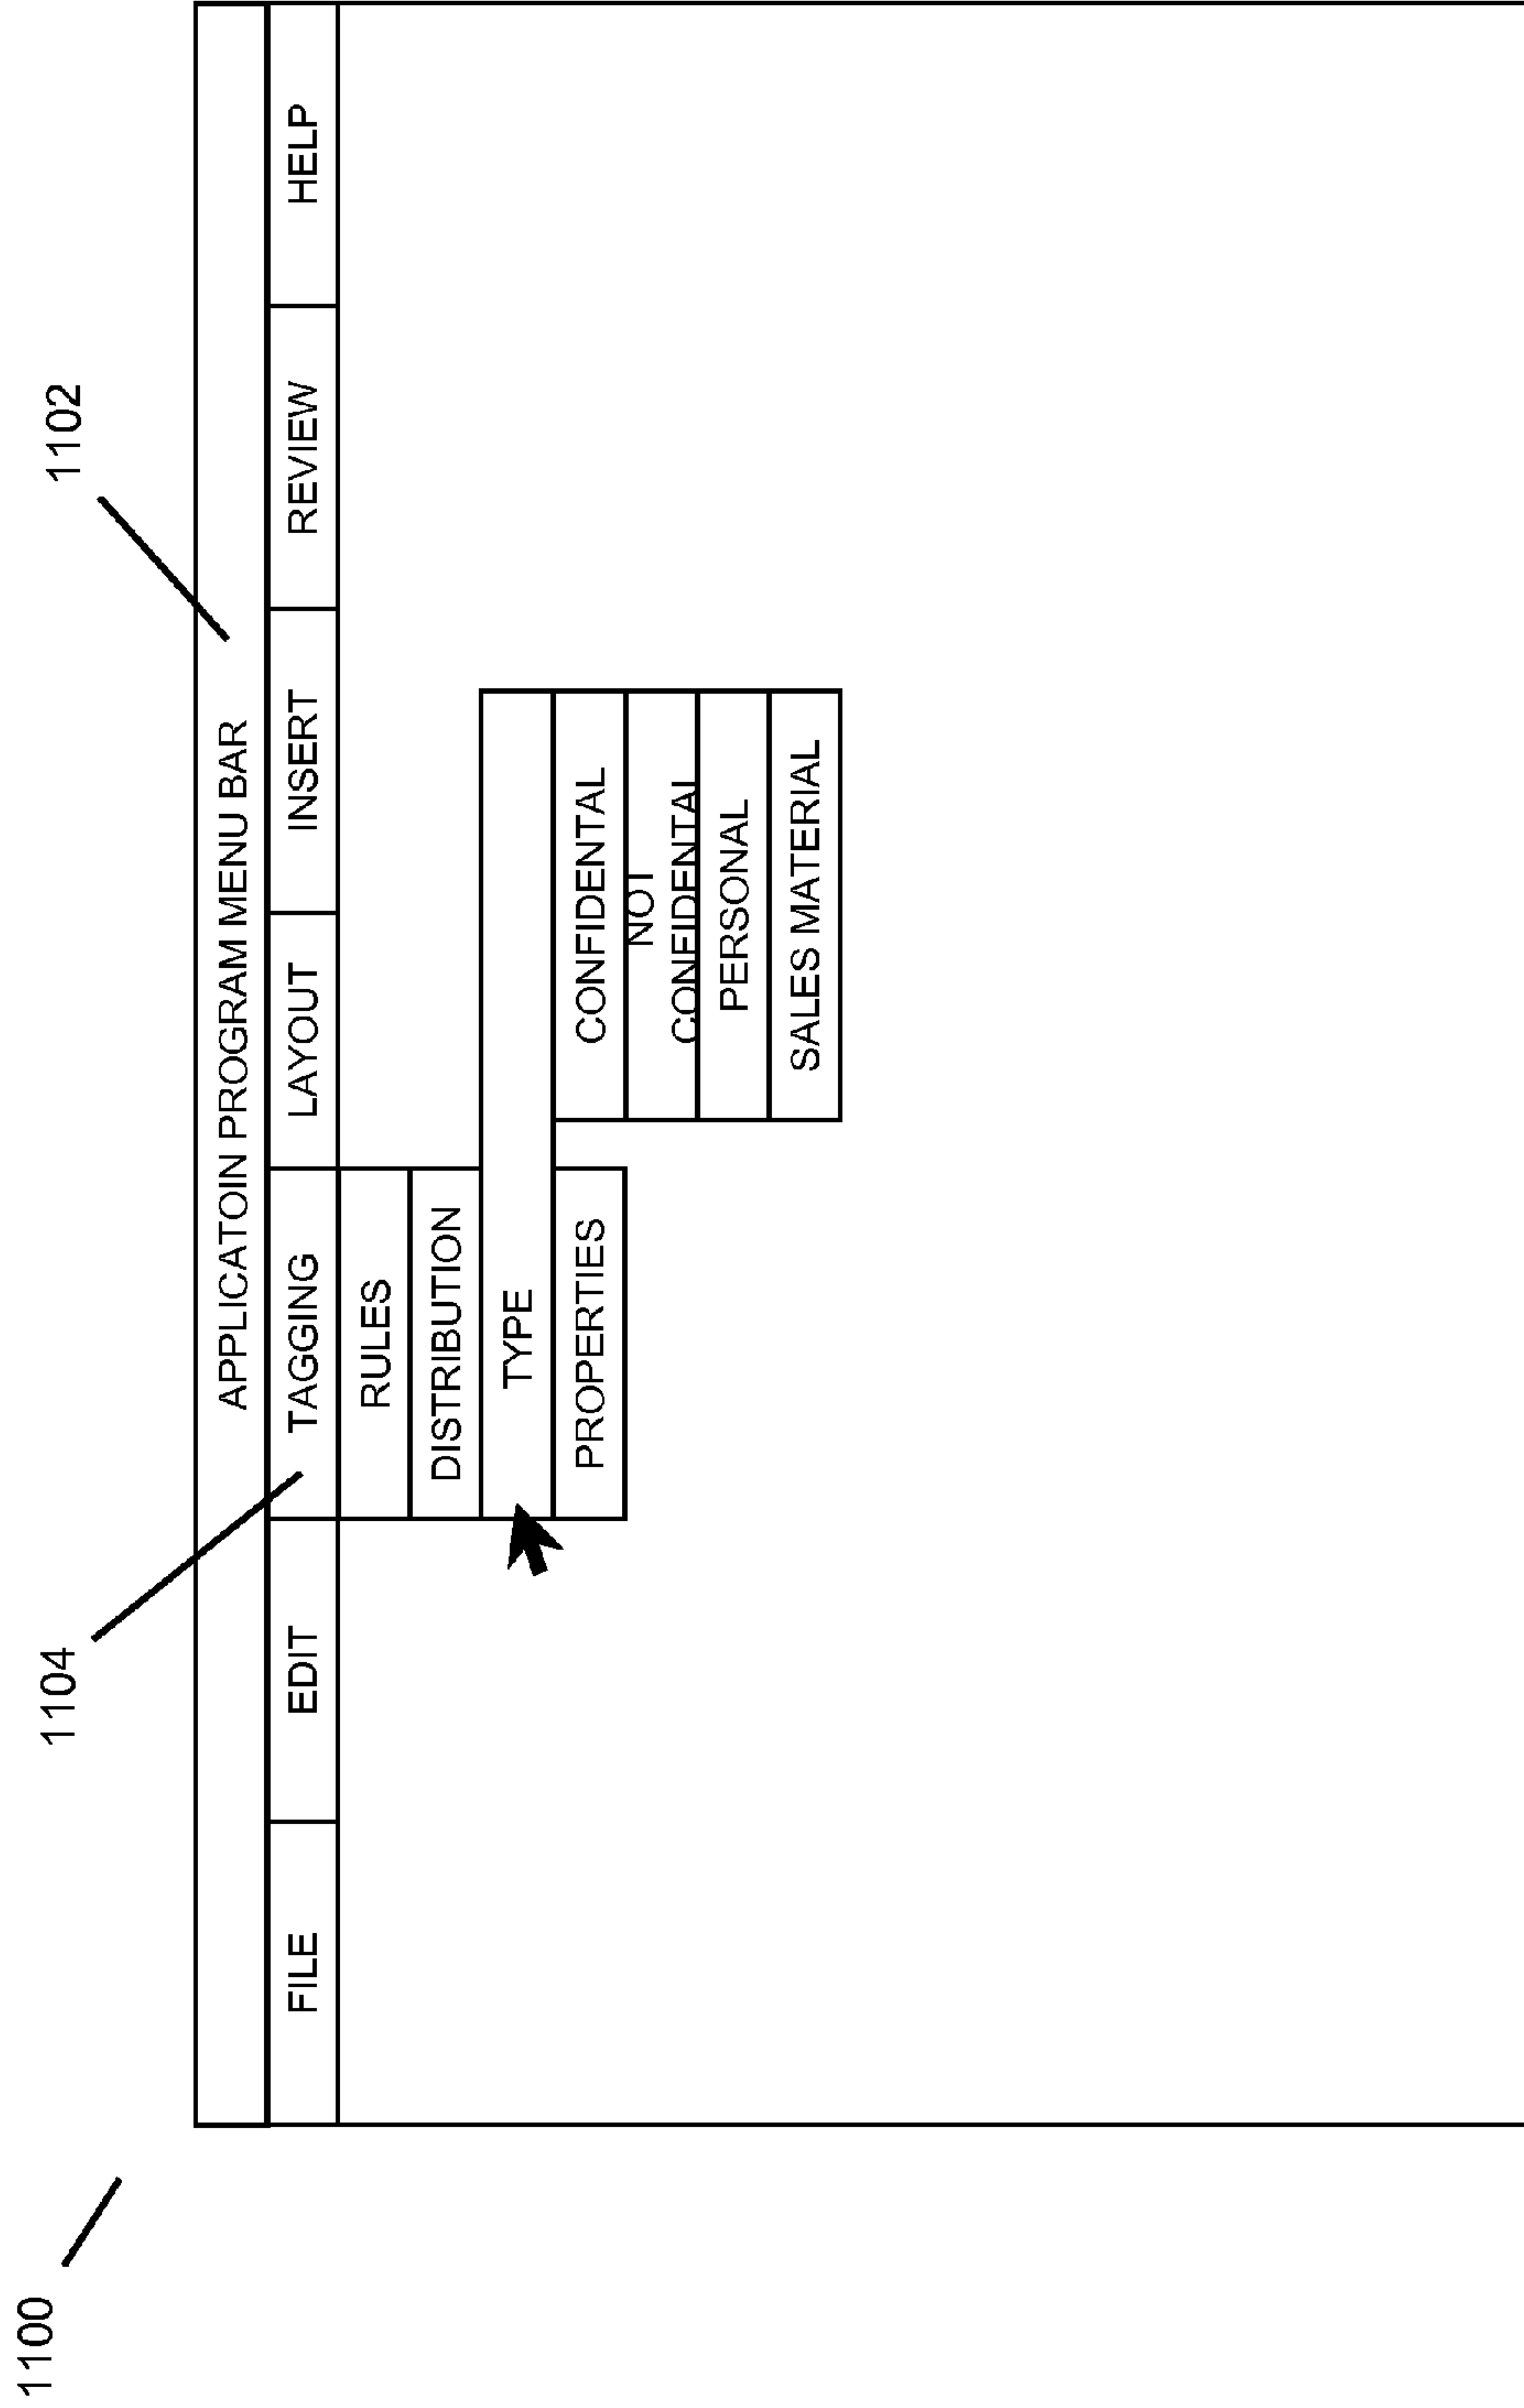 1100
1104
1102
APPLICATOIN PROGRAM MENU BAR
FILE
EDIT
TAGGING
LAYOUT
INSERT
REVIEW
HELP
RULES
DISTRIBUTION
TYPE
PROPERTIES
CONFIDENTAL
NOT
CONFIDENTAL
PERSONAL
SALES MATERIAL